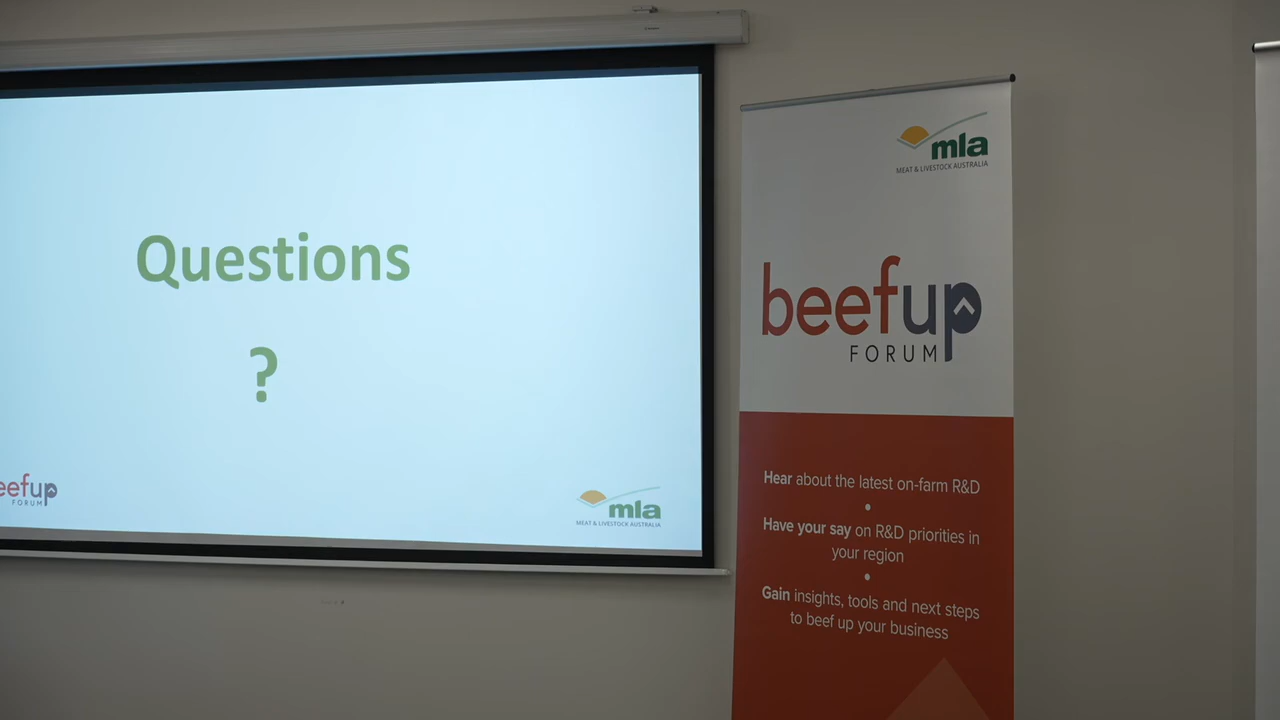 Questions
?
eefup
FORUM
mla
MEAT & LIVESTOCK AUSTRALIA
mla
MEAT & LIVESTOCK AUSTRALIA
beefup
FORUM
Hear about the latest on-farm R&D
•
Have your say on R&D priorities in
your region
•
Gain insights, tools and next steps
to beef up your business